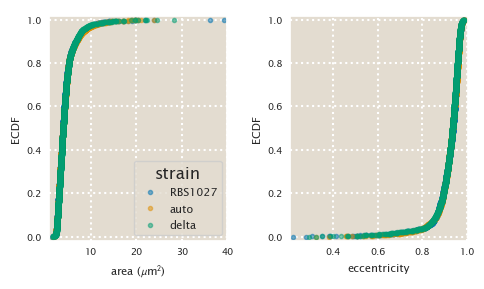 1.0
0.8
0.6
0.4
0.2
0.0
ECDF
10 20 30 40
area (μm²)
strain
RBS1027
auto
delta
1.0
0.8
0.6
0.4
0.2
0.0
ECDF
0.4 0.6 0.8 1.0
eccentricity